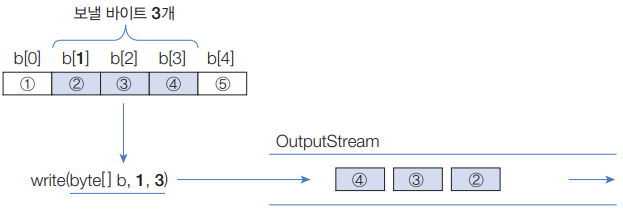 보낼 바이트 3개
b[0] b[1] b[2] b[3] b[4]
① ② ③ ④ ⑤
OutputStream
write(byte[] b, 1, 3)
④ ③ ②